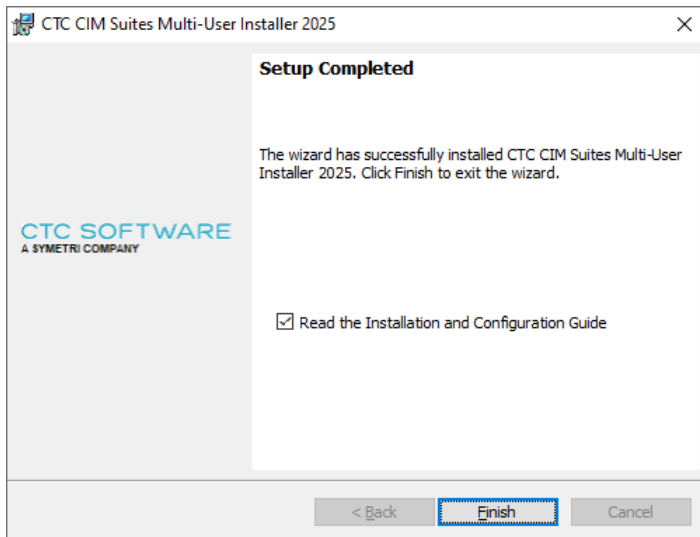 CTC CIM Suites Multi-User Installer 2025
Setup Completed
The wizard has successfully installed CTC CIM Suites Multi-User
Installer 2025. Click Finish to exit the wizard.
CTC SOFTWARE
A SYMETRI COMPANY
Read the Installation and Configuration Guide
< Back
Finish
Cancel